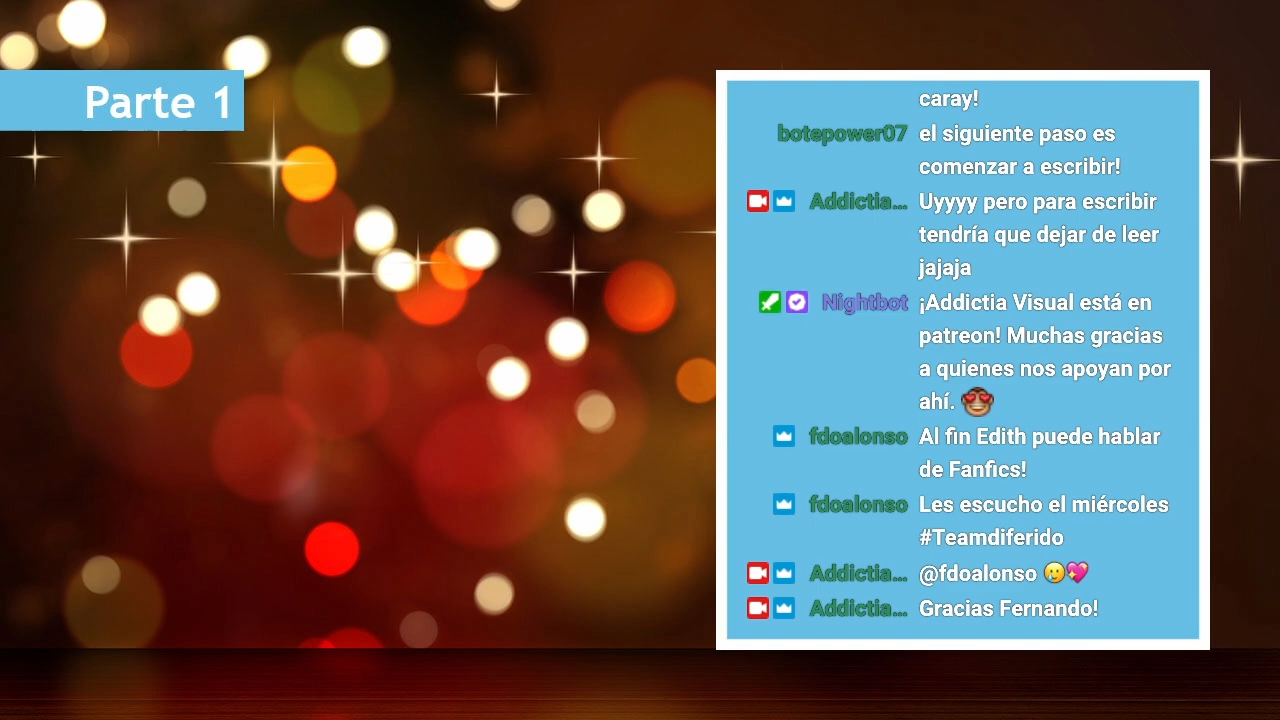 Parte 1
caray!
botepower07 el siguiente paso es
comenzar a escribir!
Addictia... Uyyyy pero para escribir
tendría que dejar de leer
jajaja
Nightbot ¡Addictia Visual está en
patreon! Muchas gracias
a quienes nos apoyan por
ahí. 🐵
fdoalonso Al fin Edith puede hablar
de Fanfics!
fdoalonso Les escucho el miércoles
#Teamdiferido
Addictia... @fdoalonso 🥲💖
Addictia... Gracias Fernando!